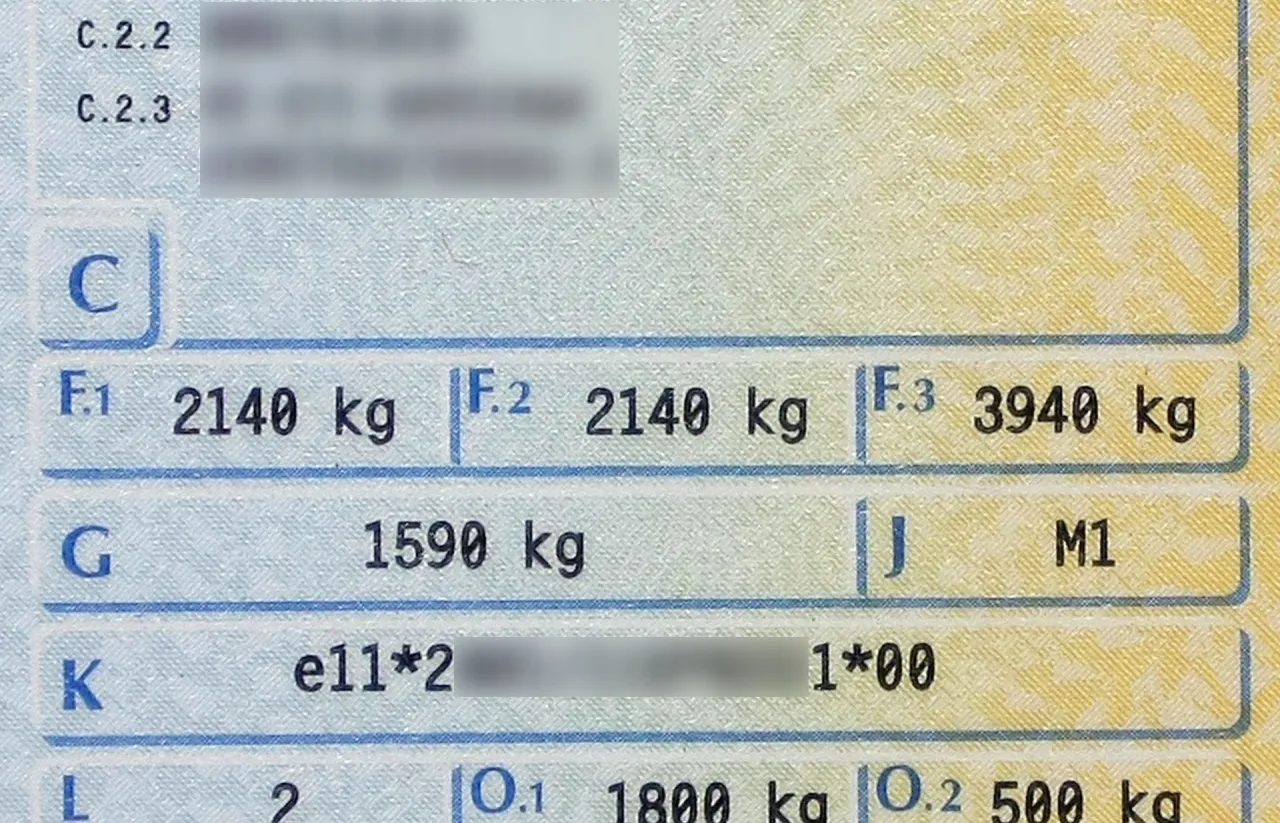 C.2.2
C.2.3
C
F.1 2140 kg F.2 2140 kg F.3 3940 kg
G 1590 kg J M1
K e11*2 1*00
L 2 O.1 1800 kg O.2 500 kg